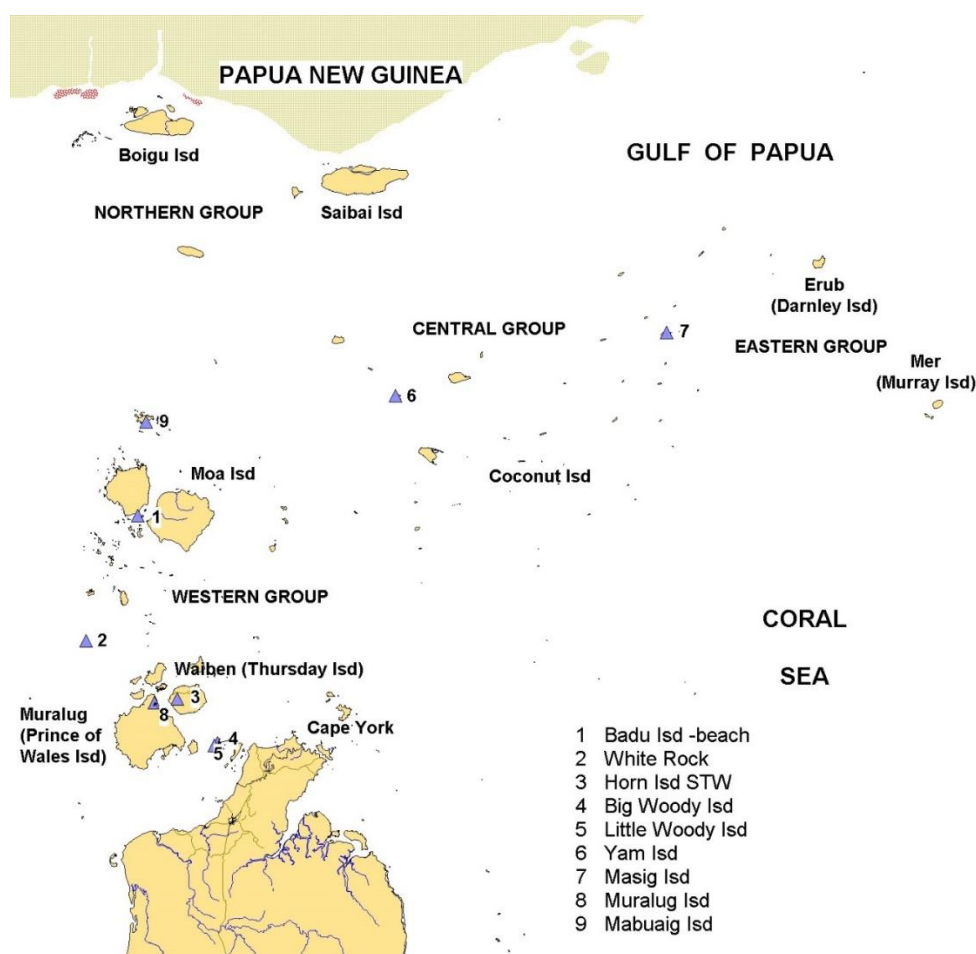 PAPUA NEW GUINEA
Boigu Isd
GULF OF PAPUA
NORTHERN GROUP
Saibai Isd
Erub
(Darnley Isd)
CENTRAL GROUP
7
EASTERN GROUP
Mer
(Murray Isd)
6
9
Moa Isd
Coconut Isd
1
WESTERN GROUP
2
CORAL
SEA
Waiben (Thursday Isd)
3
8
Muralug
(Prince of
Wales Isd)
4
5
Cape York
1 Badu Isd -beach
2 White Rock
3 Horn Isd STW
4 Big Woody Isd
5 Little Woody Isd
6 Yam Isd
7 Masig Isd
8 Muralug Isd
9 Mabuaig Isd